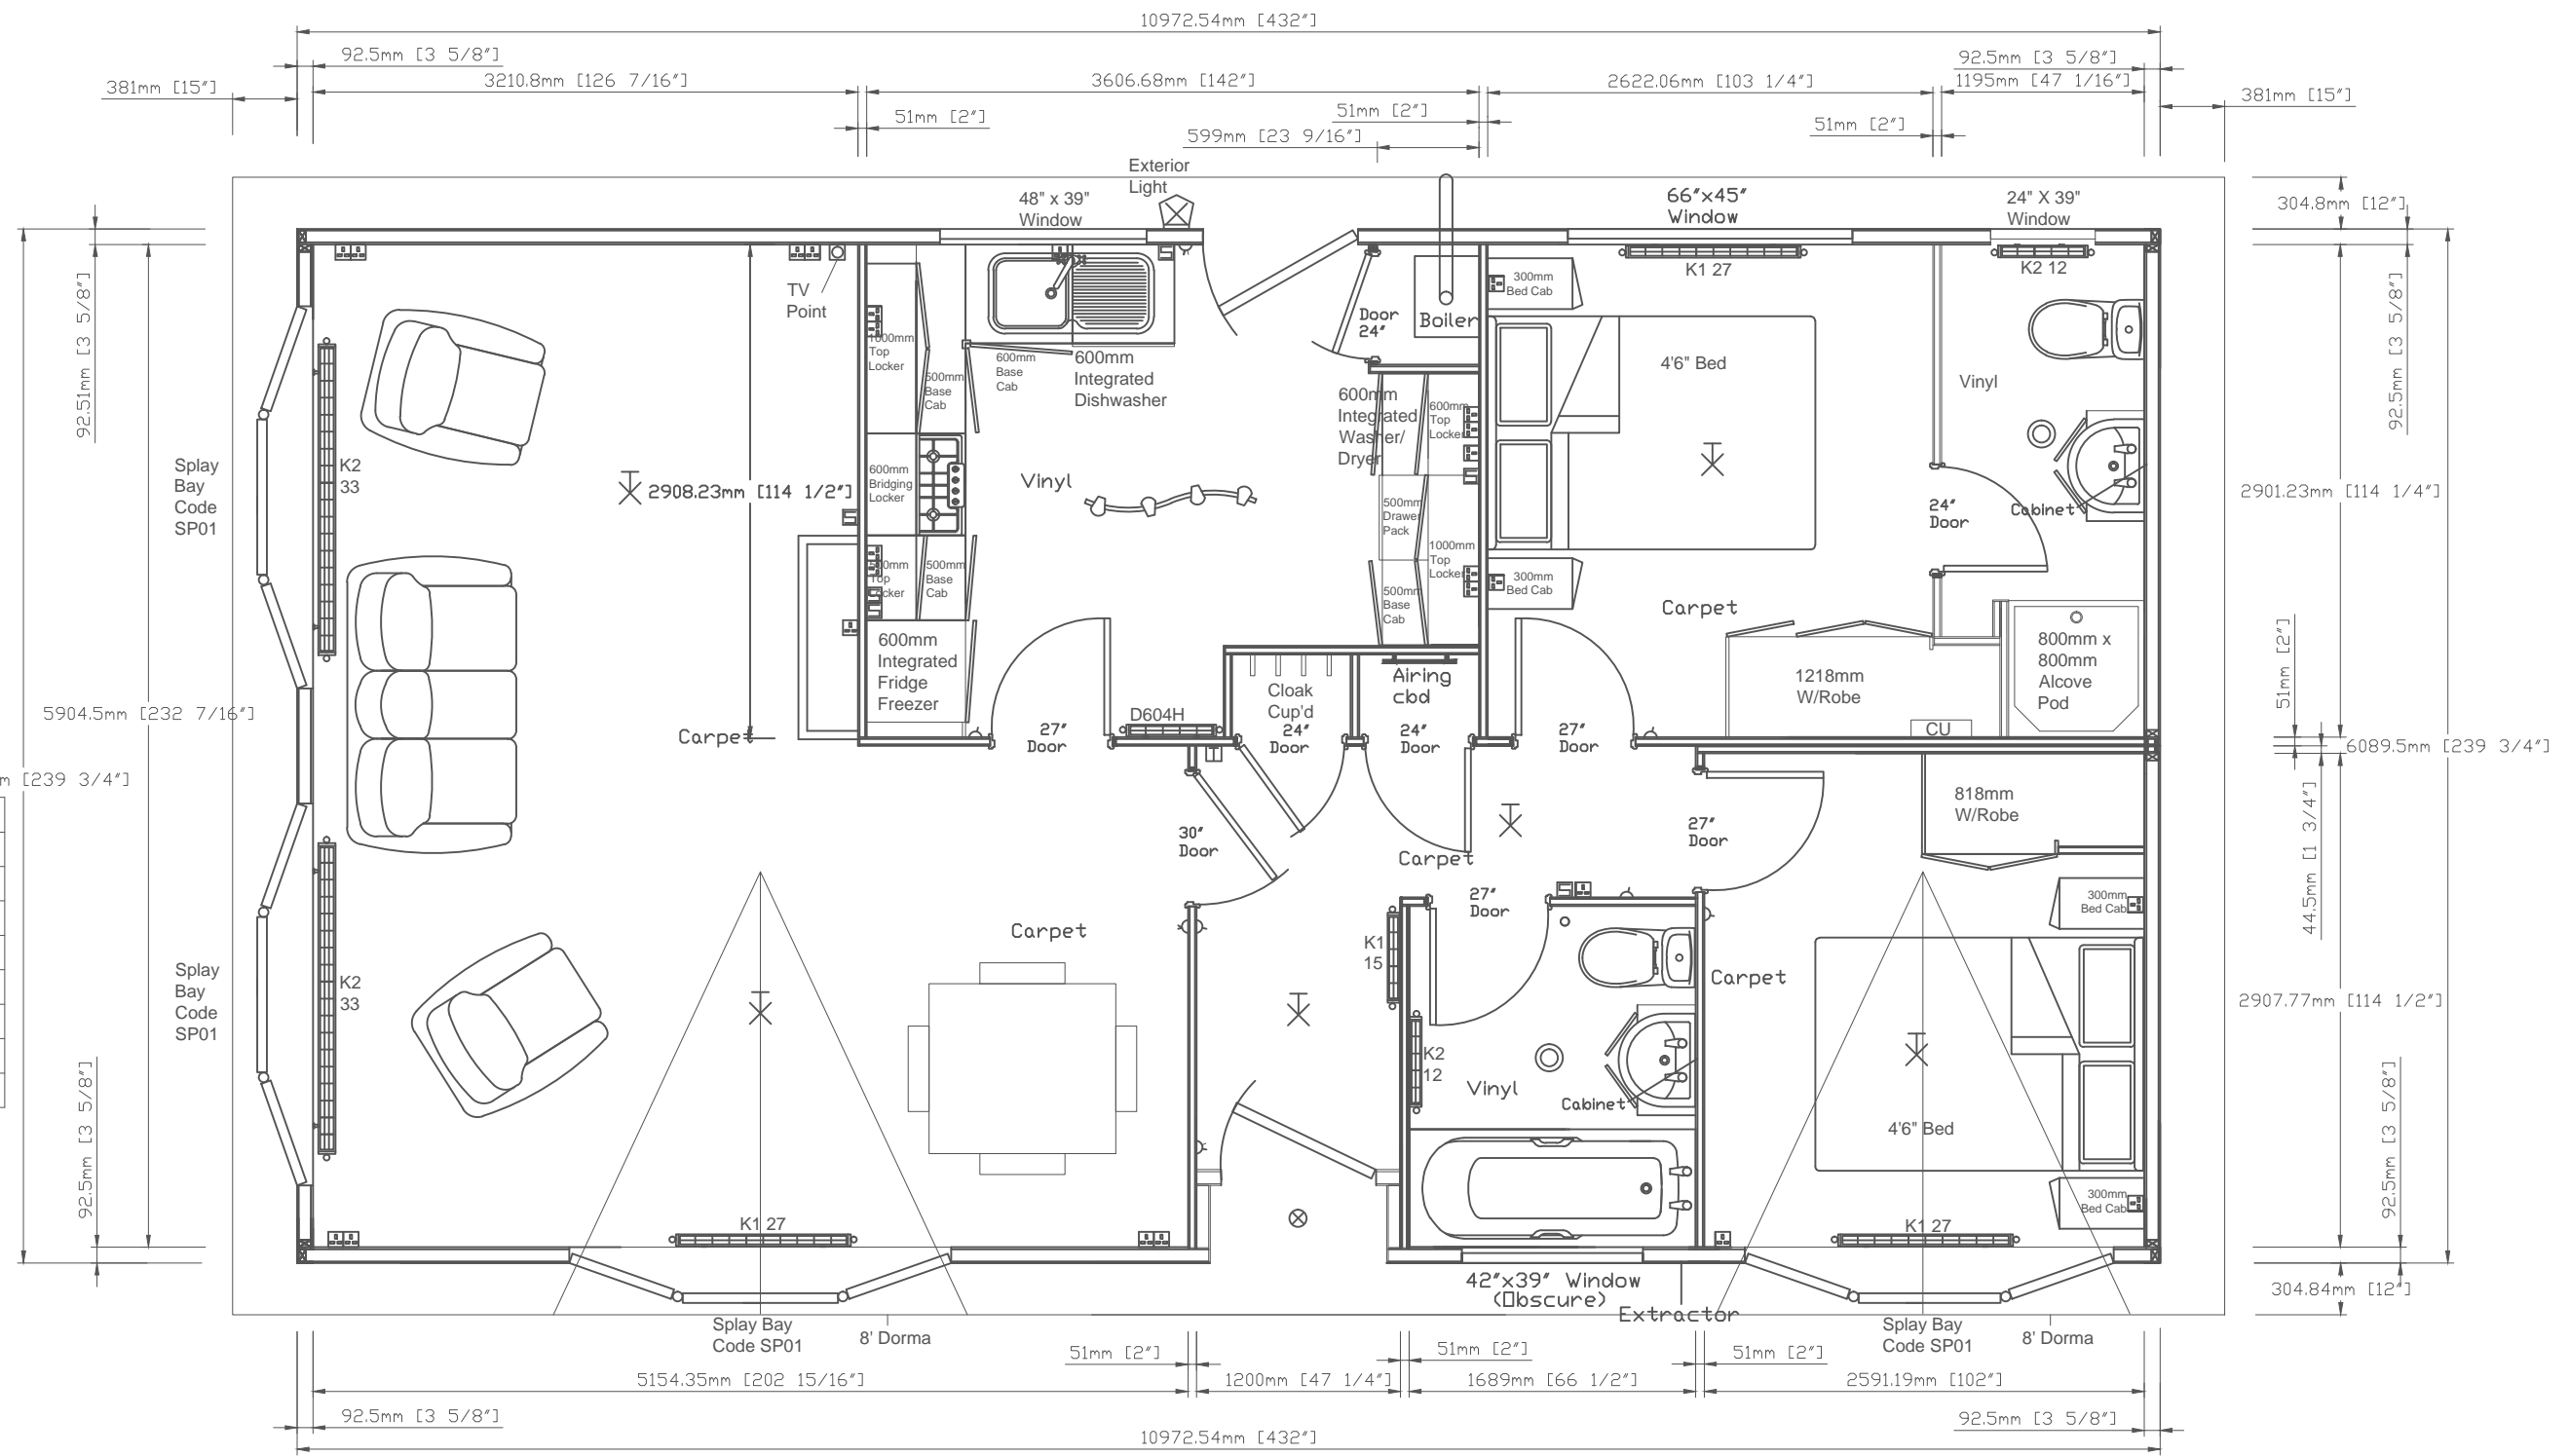 10972.54mm [432"]
92.5mm [3 5/8"]
92.5mm [3 5/8"]
381mm [15"]
3210.8mm [126 7/16"]
3606.68mm [142"]
2622.06mm [103 1/4"]
1195mm [47 1/16"]
381mm [15"]
51mm [2"]
51mm [2"]
51mm [2"]
599mm [23 9/16"]
Exterior
Light
48" x 39"
Window
66"x45"
Window
24" X 39"
Window
304.8mm [12"]
92.51mm [3 5/8"]
92.5mm [3 5/8"]
TV
Point
K1 27
K2 12
300mm
Bed Cab
Door
24"
Boiler
1000mm
Top
Locker
500mm
Base
Cab
600mm
Base
Cab
600mm
Integrated
Dishwasher
4'6" Bed
Vinyl
600mm
Integrated
Washer/
Dryer
600mm
Top
Locker
Splay
Bay
Code
SP01
K2
33
2908.23mm [114 1/2"]
600mm
Bridging
Locker
Vinyl
500mm
Drawer
Pack
24"
Door
Cabinet
2901.23mm [114 1/4"]
500mm
Top
Locker
500mm
Base
Cab
1000mm
Top
Locker
500mm
Base
Cab
300mm
Bed Cab
Carpet
600mm
Integrated
Fridge
Freezer
Airing
cbd
Cloak
Cup'd
1218mm
W/Robe
800mm x
800mm
Alcove
Pod
51mm [2"]
5904.5mm [232 7/16"]
Carpet
D604H
27"
Door
24"
Door
24"
Door
27"
Door
CU
6089.5mm [239 3/4"]
m [239 3/4"]
818mm
W/Robe
44.5mm [1 3/4"]
30"
Door
Carpet
27"
Door
27"
Door
300mm
Bed Cab
Carpet
K1
15
Carpet
Splay
Bay
Code
SP01
K2
33
2907.77mm [114 1/2"]
K2
12
Vinyl
Cabinet
4'6" Bed
92.5mm [3 5/8"]
92.5mm [3 5/8"]
300mm
Bed Cab
K1 27
K1 27
42"x39" Window
(Obscure)
Extractor
304.84mm [12"]
Splay Bay
Code SP01
8' Dorma
Splay Bay
Code SP01
8' Dorma
51mm [2"]
51mm [2"]
51mm [2"]
5154.35mm [202 15/16"]
1200mm [47 1/4"]
1689mm [66 1/2"]
2591.19mm [102"]
92.5mm [3 5/8"]
92.5mm [3 5/8"]
10972.54mm [432"]